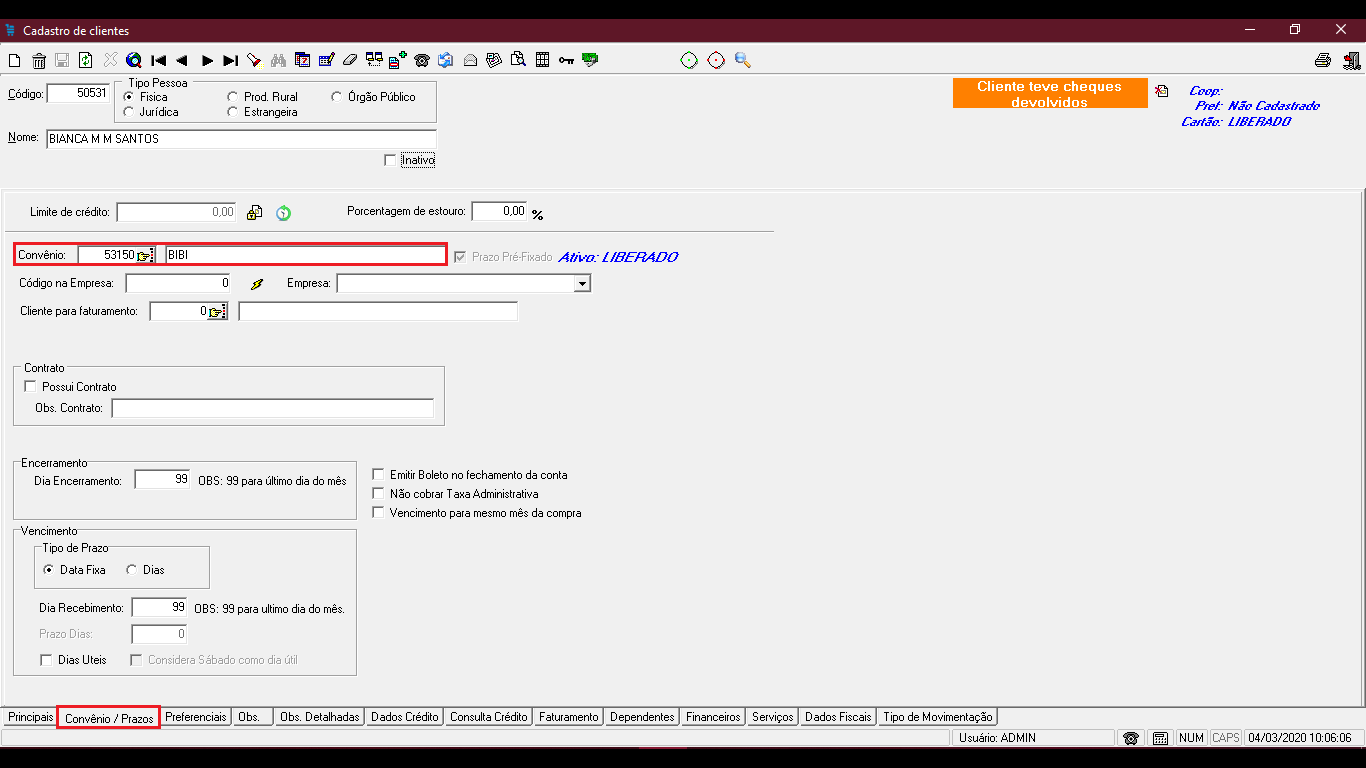 Cadastro de clientes
Código: 50531
Tipo Pessoa
Fisica Prod. Rural Órgão Público
Jurídica Estrangeira
Nome: BIANCA M M SANTOS
Inativo
Cliente teve cheques
devolvidos
Coop:
Pref: Não Cadastrado
Cartão: LIBERADO
Limite de crédito: 0,00 Porcentagem de estouro: 0,00 %
Convênio: 53150 BIBI Prazo Pré-Fixado Ativo: LIBERADO
Código na Empresa: 0 Empresa:
Cliente para faturamento: 0
Contrato
Possui Contrato
Obs. Contrato:
Encerramento
Dia Encerramento: 99 OBS: 99 para último dia do mês
Emitir Boleto no fechamento da conta
Não cobrar Taxa Administrativa
Vencimento para mesmo mês da compra
Vencimento
Tipo de Prazo
Data Fixa Dias
Dia Recebimento: 99 OBS: 99 para ultimo dia do mês.
Prazo Dias: 0
Dias Uteis Considera Sábado como dia útil
Principais Convênio / Prazos Preferenciais Obs. Obs. Detalhadas Dados Crédito Consulta Crédito Faturamento Dependentes Financeiros Serviços Dados Fiscais Tipo de Movimentação
Usuário: ADMIN NUM CAPS 04/03/2020 10:06:06